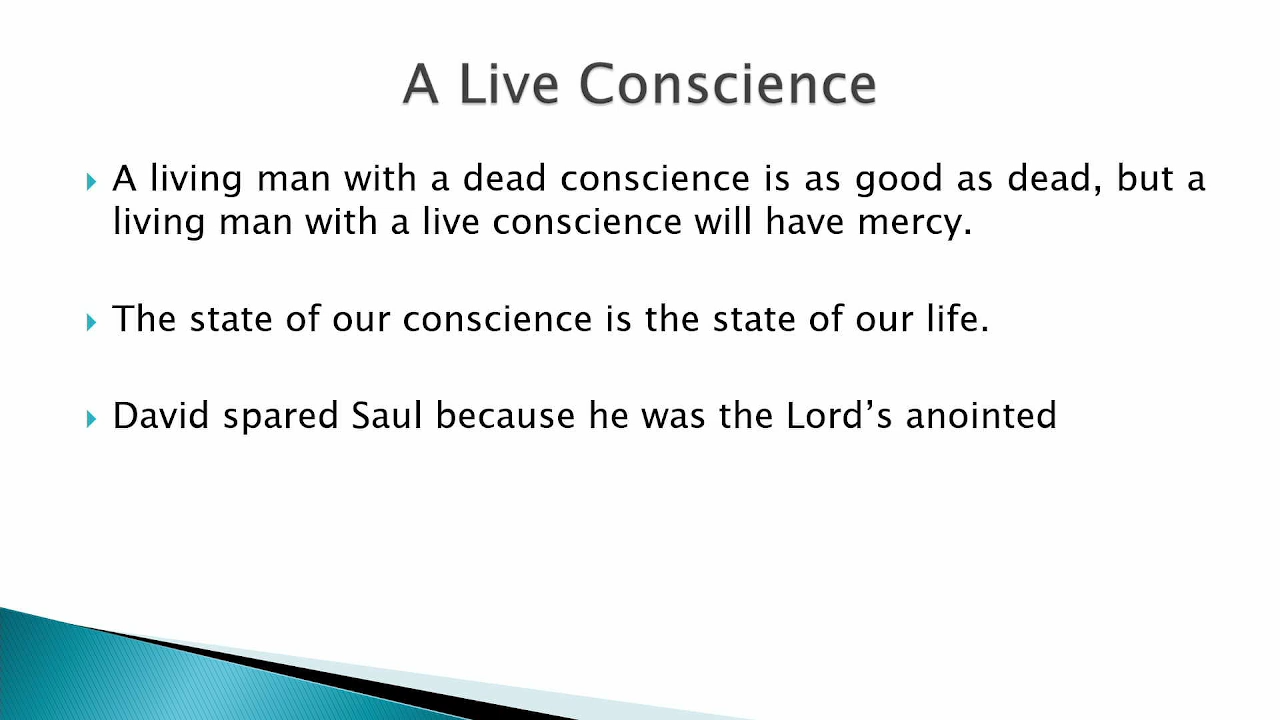 A Live Conscience
A living man with a dead conscience is as good as dead, but a
living man with a live conscience will have mercy.
The state of our conscience is the state of our life.
David spared Saul because he was the Lord’s anointed